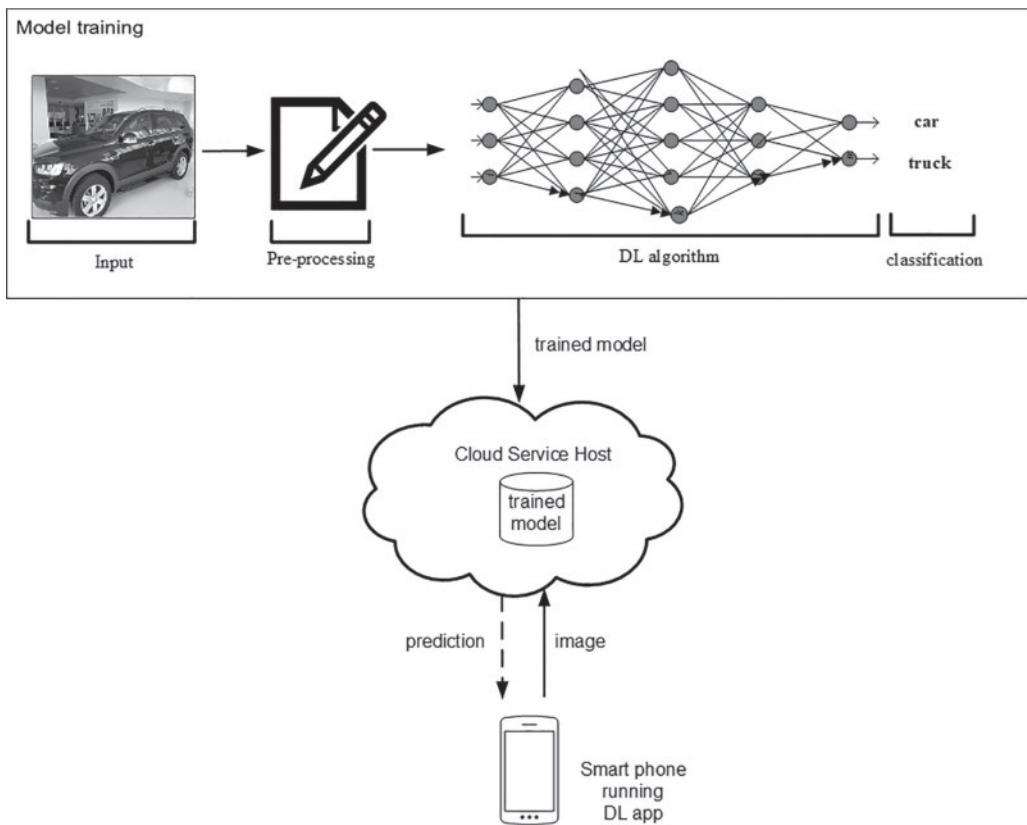 Model training
car
truck
Input
Pre-processing
DL algorithm
classification
trained model
Cloud Service Host
trained
model
prediction
image
Smart phone
running
DL app